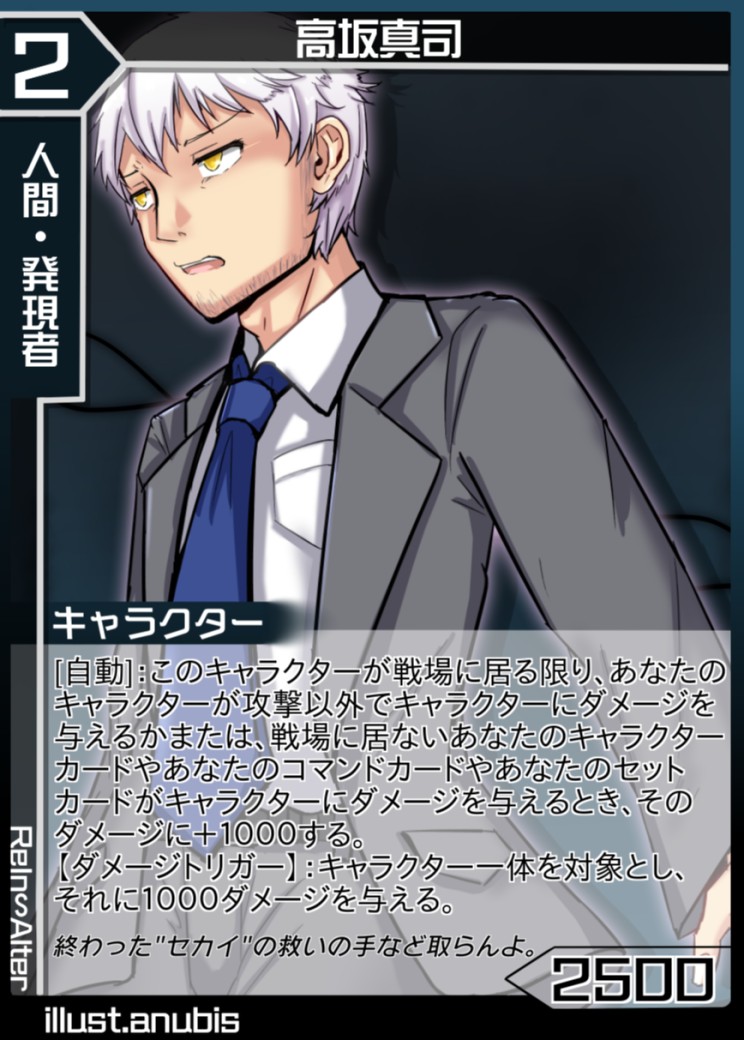 高坂真司
2
人間・発現者
キャラクター
[自動]:このキャラクターが戦場に居る限り、あなたの
キャラクターが攻撃以外でキャラクターにダメージを
与えるかまたは、戦場に居ないあなたのキャラクター
カードやあなたのコマンドカードやあなたのセット
カードがキャラクターにダメージを与えるとき、その
ダメージに＋1000する。
【ダメージトリガー】:キャラクター一体を対象とし、
それに1000ダメージを与える。
終わった"セカイ"の救いの手など取らんよ。
2500
ReIn∽Alter
illust.anubis